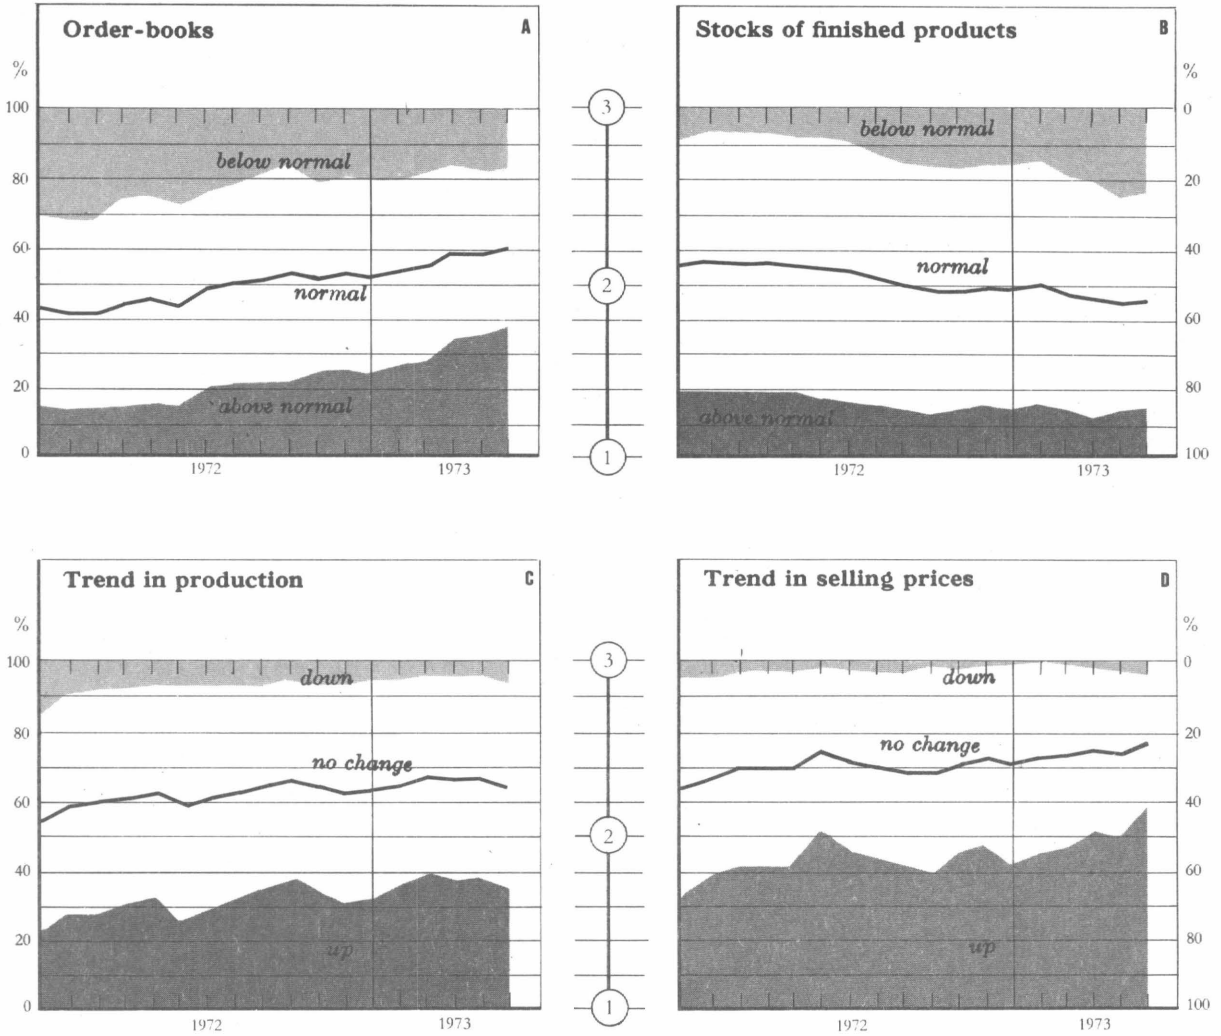 Order-books A
%
100
80
60
40
20
0
below normal
normal
above normal
1972 1973
3
2
1
Stocks of finished products B
%
0
20
40
60
80
100
below normal
normal
above normal
1972 1973
Trend in production C
%
100
80
60
40
20
0
down
no change
up
1972 1973
3
2
1
Trend in selling prices D
%
0
20
40
60
80
100
down
no change
up
1972 1973